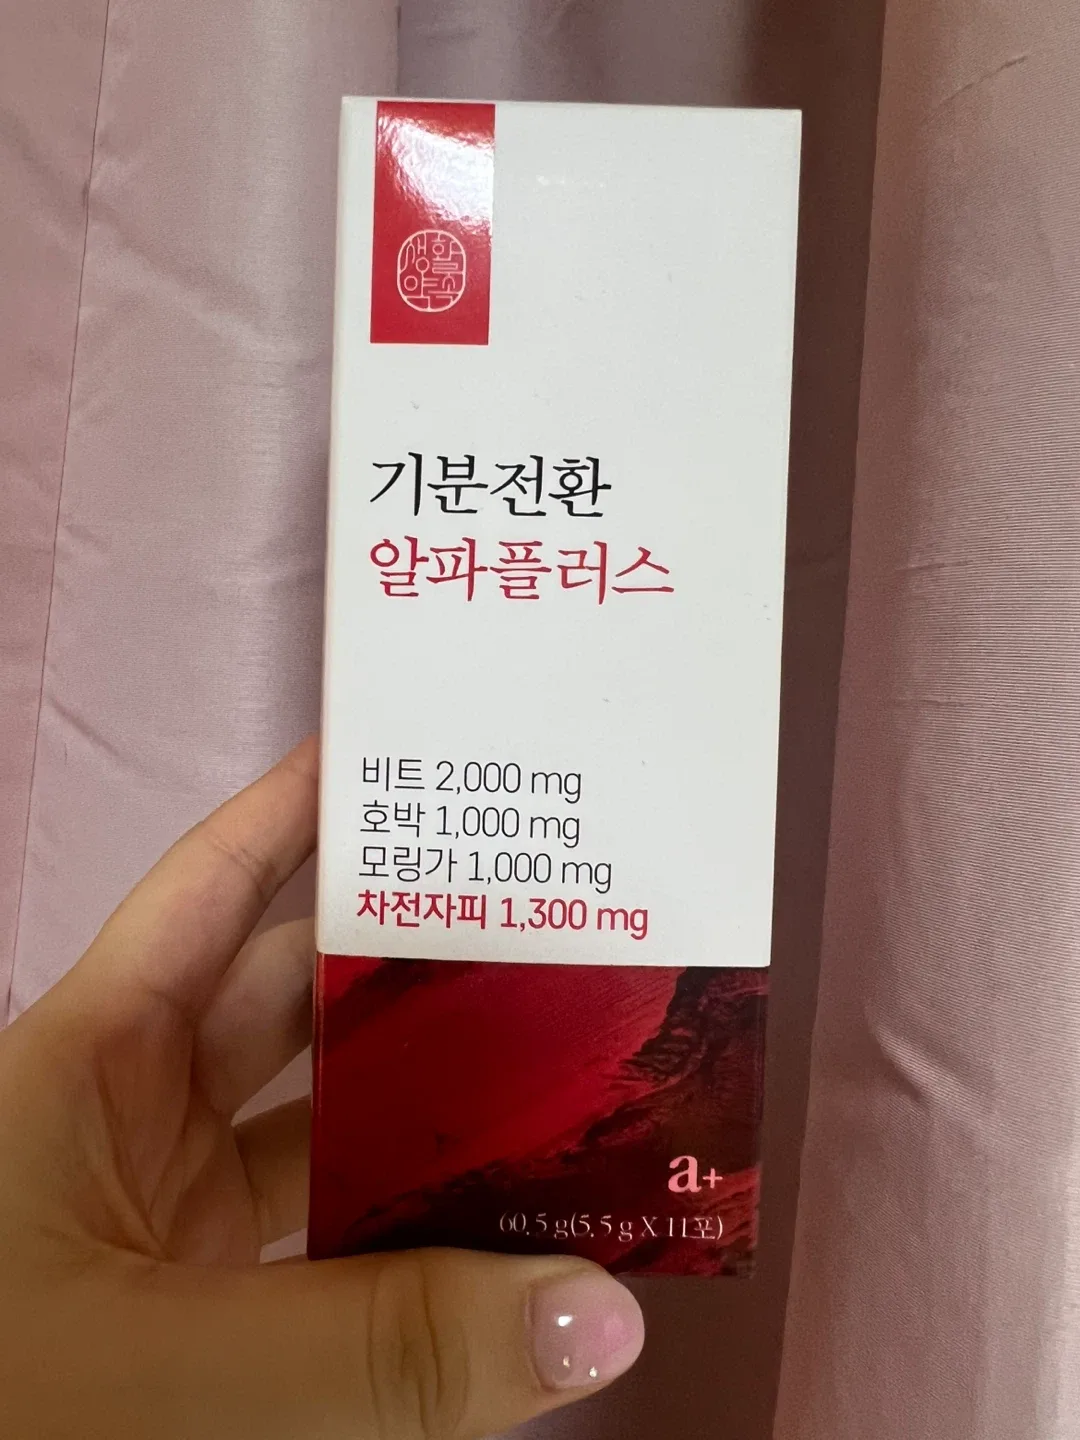 생활약속
기분전환
알파플러스
비트 2,000 mg
호박 1,000 mg
모링가 1,000 mg
차전자피 1,300 mg
a+
60.5 g(5.5 g X 11포)